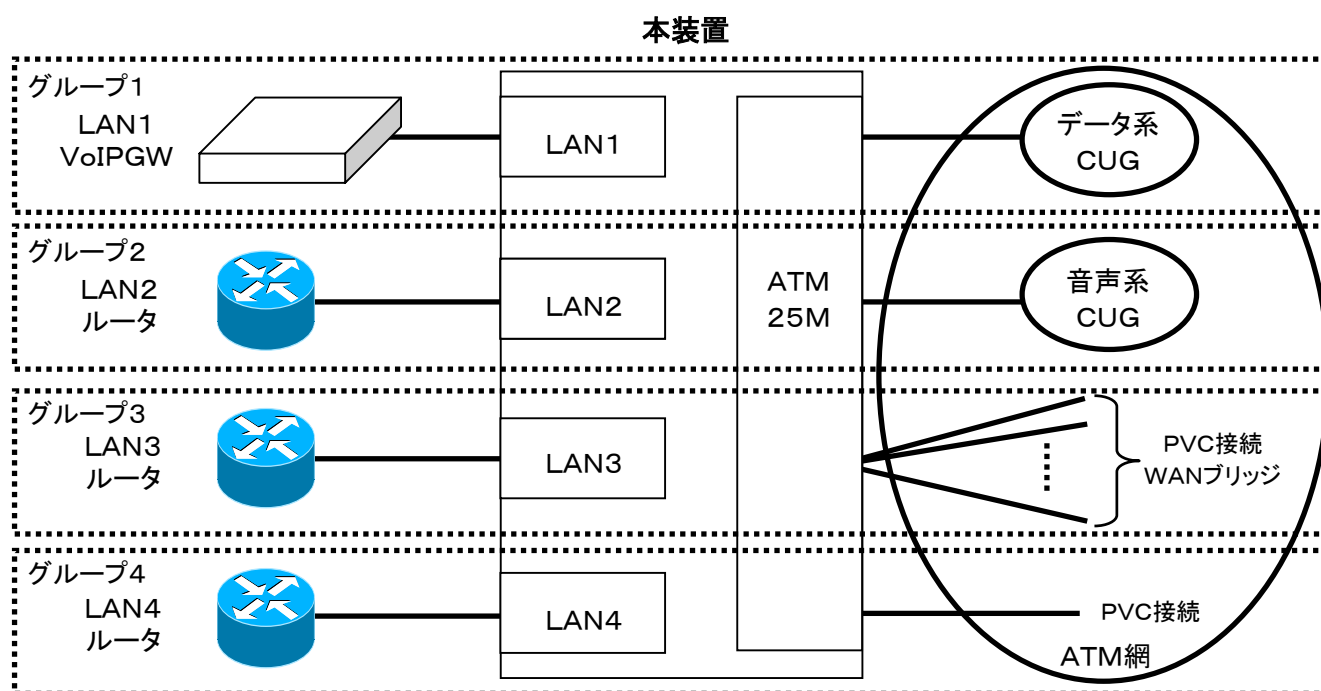 本装置
グループ1
LAN1
VoIPGW
LAN1
データ系
CUG
グループ2
LAN2
ルータ
LAN2
ATM
25M
音声系
CUG
グループ3
LAN3
ルータ
LAN3
PVC接続
WANブリッジ
グループ4
LAN4
ルータ
LAN4
PVC接続
ATM網